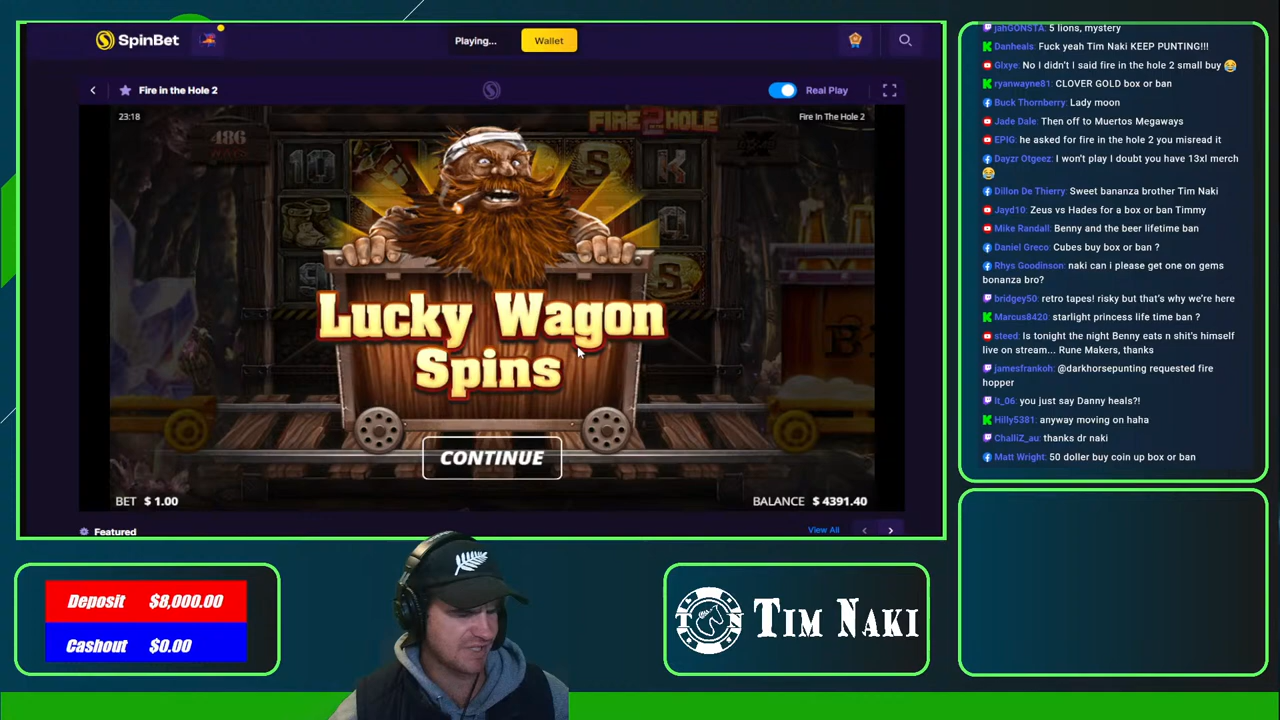 SpinBet
Playing...
Wallet
Fire in the Hole 2
Real Play
23:18
FIRE HOLE
Fire In The Hole 2
486
10
K
Lucky Wagon
Spins
CONTINUE
BET $ 1.00
BALANCE $ 4391.40
Featured
View All
Deposit $8,000.00
Cashout $0.00
TIM NAKI
jahGONSTA: 5 lions, mystery
Danheals: Fuck yeah Tim Naki KEEP PUNTING!!!
Glxye: No I didn't I said fire in the hole 2 small buy 😂
ryanwayne81: CLOVER GOLD box or ban
Buck Thornberry: Lady moon
Jade Dale: Then off to Muertos Megaways
EPIG: he asked for fire in the hole 2 you misread it
Dayzr Otgeez: I won't play I doubt you have 13xl merch
😂
Dillon De Thierry: Sweet bananza brother Tim Naki
Jayd10: Zeus vs Hades for a box or ban Timmy
Mike Randall: Benny and the beer lifetime ban
Daniel Greco: Cubes buy box or ban ?
Rhys Goodinson: naki can i please get one on gems
bonanza bro?
bridgey50: retro tapes! risky but that's why we're here
Marcus8420: starlight princess life time ban ?
steed: Is tonight the night Benny eats n shit's himself
live on stream... Rune Makers, thanks
jamesfrankoh: @darkhorsepunting requested fire
hopper
lt_06: you just say Danny heals?!
Hilly5381: anyway moving on haha
ChalliZ_au: thanks dr naki
Matt Wright: 50 doller buy coin up box or ban